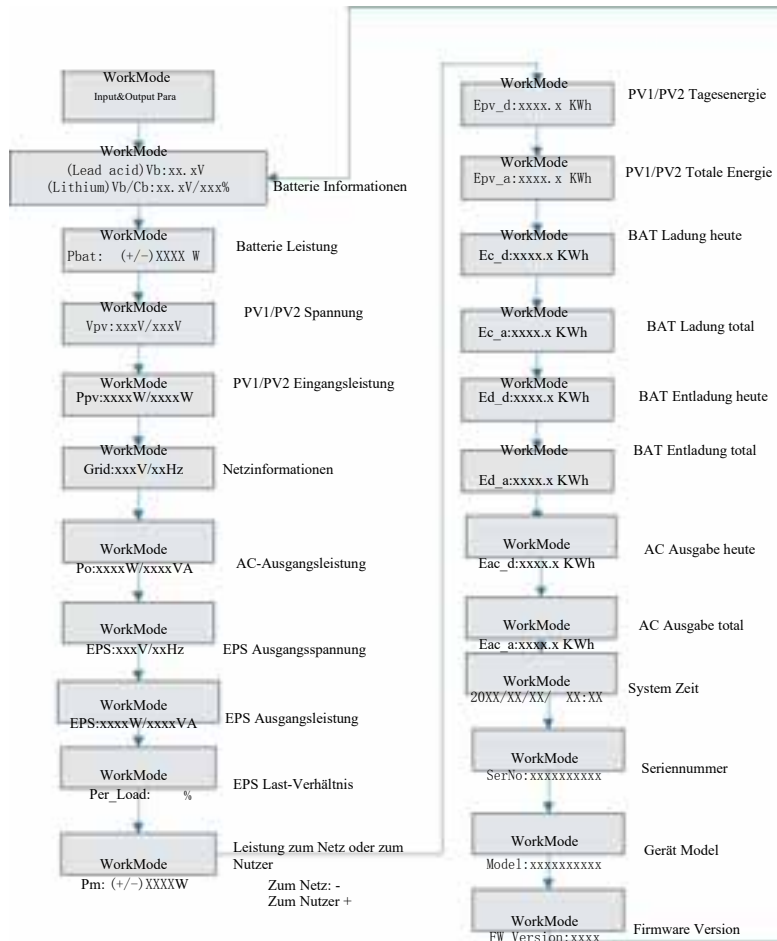 WorkMode
Input&Output Para
WorkMode
(Lead acid)Vb:xx.xV
(Lithium)Vb/Cb:xx.xV/xxx%
Batterie Informationen
WorkMode
Pbat: (+/-)XXXX W
Batterie Leistung
WorkMode
Vpv:xxxV/xxxV
PV1/PV2 Spannung
WorkMode
Ppv:xxxxW/xxxxW
PV1/PV2 Eingangsleistung
WorkMode
Grid:xxxV/xxHz
Netzinformationen
WorkMode
Po:xxxxW/xxxxVA
AC-Ausgangsleistung
WorkMode
EPS:xxxV/xxHz
EPS Ausgangsspannung
WorkMode
EPS:xxxxW/xxxxVA
EPS Ausgangsleistung
WorkMode
Per_Load: %
EPS Last-Verhältnis
WorkMode
Pm: (+/-)XXXXW
Leistung zum Netz oder zum
Nutzer
Zum Netz: -
Zum Nutzer +
WorkMode
Epv_d:xxxx.x KWh
PV1/PV2 Tagesenergie
WorkMode
Epv_a:xxxx.x KWh
PV1/PV2 Totale Energie
WorkMode
Ec_d:xxxx.x KWh
BAT Ladung heute
WorkMode
Ec_a:xxxx.x KWh
BAT Ladung total
WorkMode
Ed_d:xxxx.x KWh
BAT Entladung heute
WorkMode
Ed_a:xxxx.x KWh
BAT Entladung total
WorkMode
Eac_d:xxxx.x KWh
AC Ausgabe heute
WorkMode
Eac_a:xxxx.x KWh
AC Ausgabe total
WorkMode
20XX/XX/XX/ XX:XX
System Zeit
WorkMode
SerNo:xxxxxxxxxx
Seriennummer
WorkMode
Model:xxxxxxxxxx
Gerät Model
WorkMode
FW Version:xxxx
Firmware Version